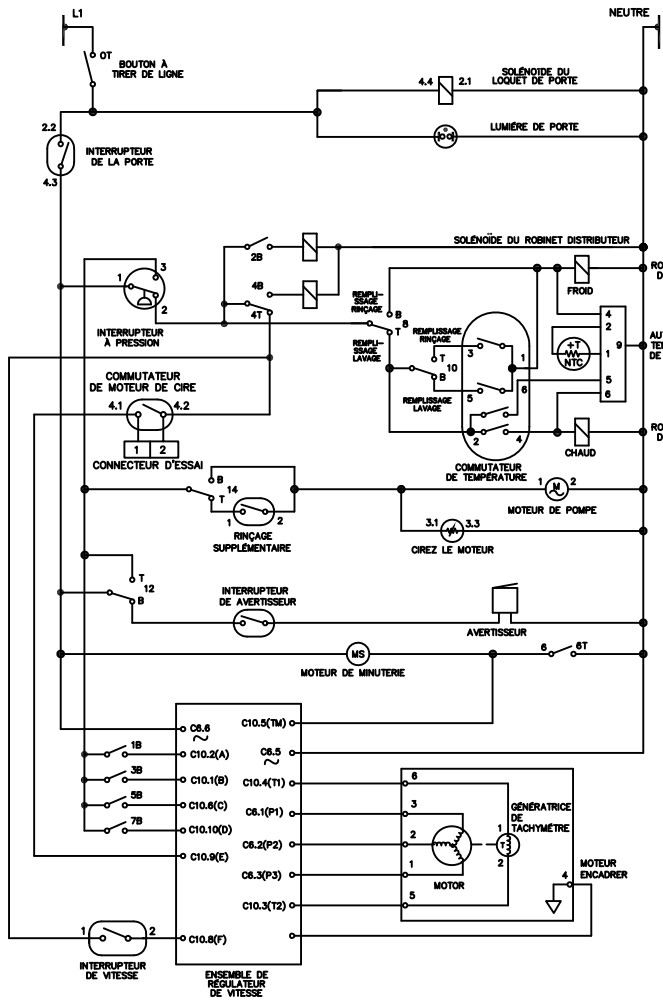 L1
NEUTRE
OT
BOUTON À
TIRER DE LIGNE
SOLÉNOÏDE DU
LOQUET DE PORTE
4.4
2.1
LUMIÉRE DE PORTE
2.2
INTERRUPTEUR
DE LA PORTE
4.3
SOLÉNOÏDE DU ROBINET DISTRIBUTEUR
2B
3
1
2
4B
4T
INTERRUPTEUR
À PRESSION
REMPLI-
SSAGE
RINÇAGE
B
8
T
REMPLI-
SSAGE
LAVAGE
RO
D
FROID
4
2
+T
NTC
1
9
5
6
AUT
TEM
DE
REMPLISSAGE
RINÇAGE
T
10
B
REMPLISSAGE
LAVAGE
3
1
5
6
2
4
COMMUTATEUR
DE TEMPÉRATURE
RO
D
CHAUD
COMMUTATEUR
DE MOTEUR DE CIRE
4.1
4.2
1
2
CONNECTEUR D'ESSAI
B
14
T
1
2
RINÇAGE
SUPPLÉMENTAIRE
1
M
2
MOTEUR DE POMPE
3.1
3.3
CIREZ LE MOTEUR
T
12
B
INTERRUPTEUR
DE AVERTISSEUR
AVERTISSEUR
MS
MOTEUR DE MINUTERIE
6
6T
C6.6
~
C10.5(TM)
1B
C10.2(A)
C6.5
~
3B
C10.1(B)
C10.4(T1)
5B
C10.6(C)
C6.1(P1)
7B
C10.10(D)
C6.2(P2)
C10.9(E)
C6.3(P3)
C10.3(T2)
C10.8(F)
6
3
2
1
5
MOTOR
GÉNÉRATRICE
DE
TACHYMÉTRE
1
T
2
MOTEUR
ENCADRER
4
1
2
INTERRUPTEUR
DE VITESSE
ENSEMBLE DE
RÉGULATEUR
DE VITESSE